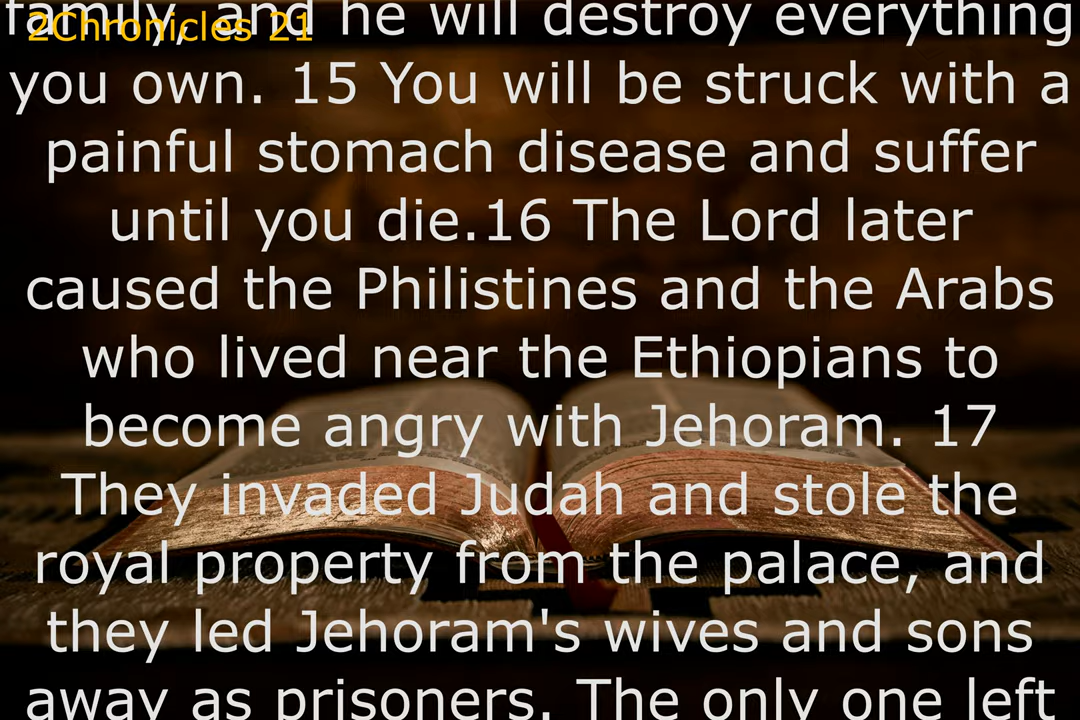 2Chronicles 21
family, and he will destroy everything
you own. 15 You will be struck with a
painful stomach disease and suffer
until you die.16 The Lord later
caused the Philistines and the Arabs
who lived near the Ethiopians to
become angry with Jehoram. 17
They invaded Judah and stole the
royal property from the palace, and
they led Jehoram's wives and sons
away as prisoners. The only one left